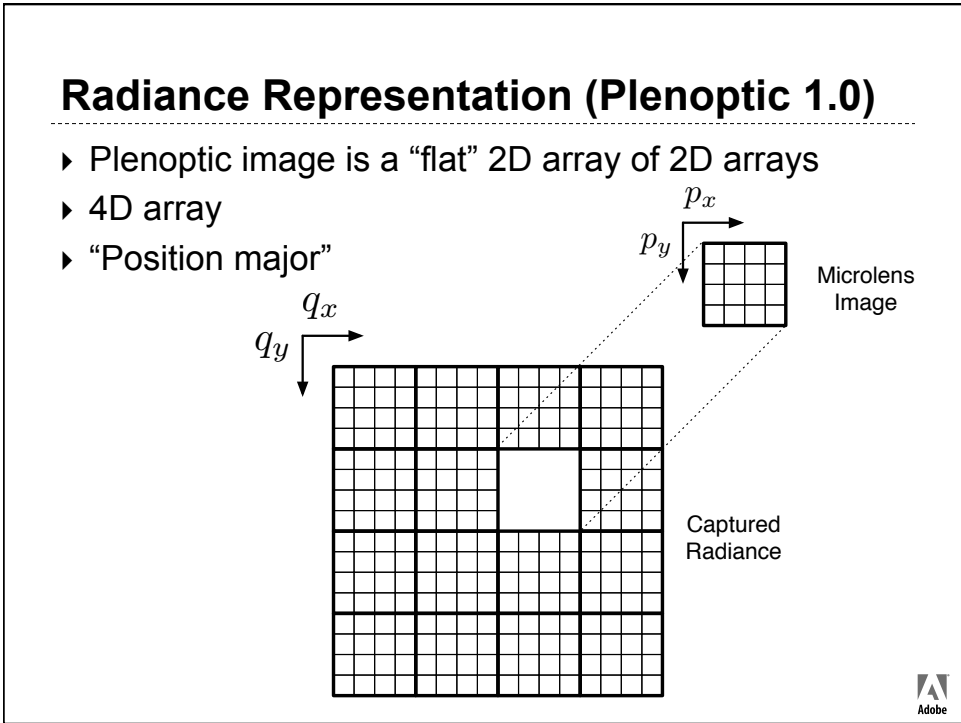 Radiance Representation (Plenoptic 1.0)
▸ Plenoptic image is a “flat” 2D array of 2D arrays
▸ 4D array
▸ “Position major”
p_x
p_y
Microlens
Image
q_x
q_y
Captured
Radiance
Adobe